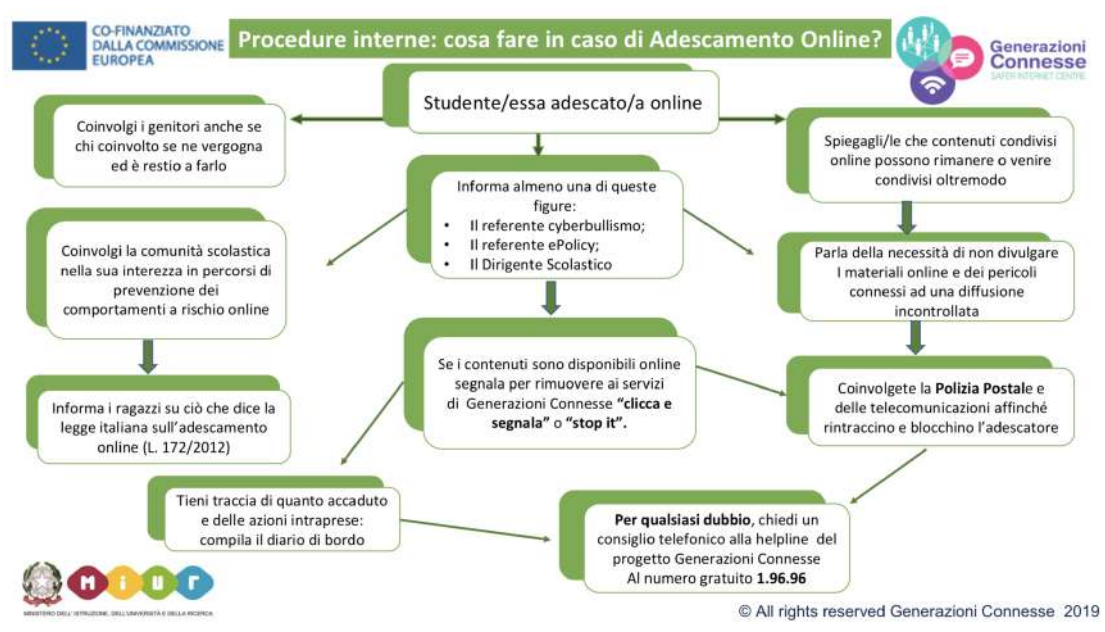 CO-FINANZIATO
DALLA COMMISSIONE
EUROPEA
Procedure interne: cosa fare in caso di Adescamento Online?
Generazioni
Connesse
SAFER INTERNET CENTRE
Studente/essa adescato/a online
Coinvolgi i genitori anche se
chi coinvolto se ne vergogna
ed è restio a farlo
Informa almeno una di queste
figure:
• Il referente cyberbullismo;
• Il referente ePolicy;
• Il Dirigente Scolastico
Spiegagli/le che contenuti condivisi
online possono rimanere o venire
condivisi oltremodo
Coinvolgi la comunità scolastica
nella sua interezza in percorsi di
prevenzione dei
comportamenti a rischio online
Parla della necessità di non divulgare
I materiali online e dei pericoli
connessi ad una diffusione
incontrollata
Se i contenuti sono disponibili online
segnala per rimuovere ai servizi
di Generazioni Connesse “clicca e
segnala” o “stop it”.
Informa i ragazzi su ciò che dice la
legge italiana sull’adescamento
online (L. 172/2012)
Coinvolgete la Polizia Postale e
delle telecomunicazioni affinché
rintraccino e blocchino l’adescatore
Tieni traccia di quanto accaduto
e delle azioni intraprese:
compila il diario di bordo
Per qualsiasi dubbio, chiedi un
consiglio telefonico alla helpline del
progetto Generazioni Connesse
Al numero gratuito 1.96.96
MiUr
MINISTERO DELL’ISTRUZIONE, DELL’UNIVERSITÀ E DELLA RICERCA
© All rights reserved Generazioni Connesse 2019